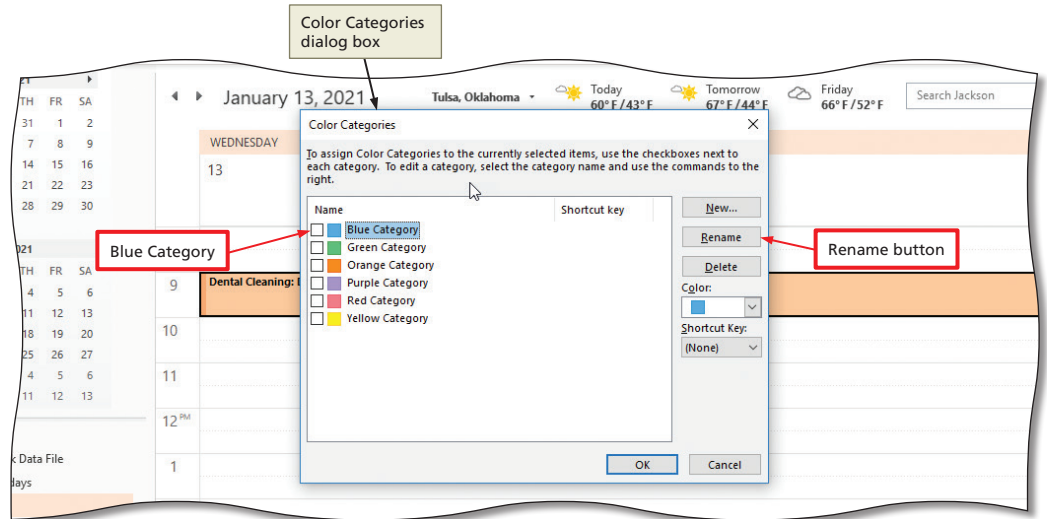 Color Categories
dialog box
21
TH FR SA
31 1 2
7 8 9
14 15 16
21 22 23
28 29 30
January 13, 2021
Tulsa, Oklahoma
Today
60° F / 43° F
Tomorrow
67° F / 44° F
Friday
66° F / 52° F
Search Jackson
WEDNESDAY
13
Color Categories
To assign Color Categories to the currently selected items, use the checkboxes next to
each category. To edit a category, select the category name and use the commands to the
right.
Name Shortcut key
Blue Category
Green Category
Orange Category
Purple Category
Red Category
Yellow Category
New...
Rename
Delete
Color:
Shortcut Key:
(None)
OK Cancel
Blue Category
Rename button
021
TH FR SA
4 5 6
11 12 13
18 19 20
25 26 27
4 5 6
11 12 13
9
Dental Cleaning:
10
11
12 PM
1
Data File
days